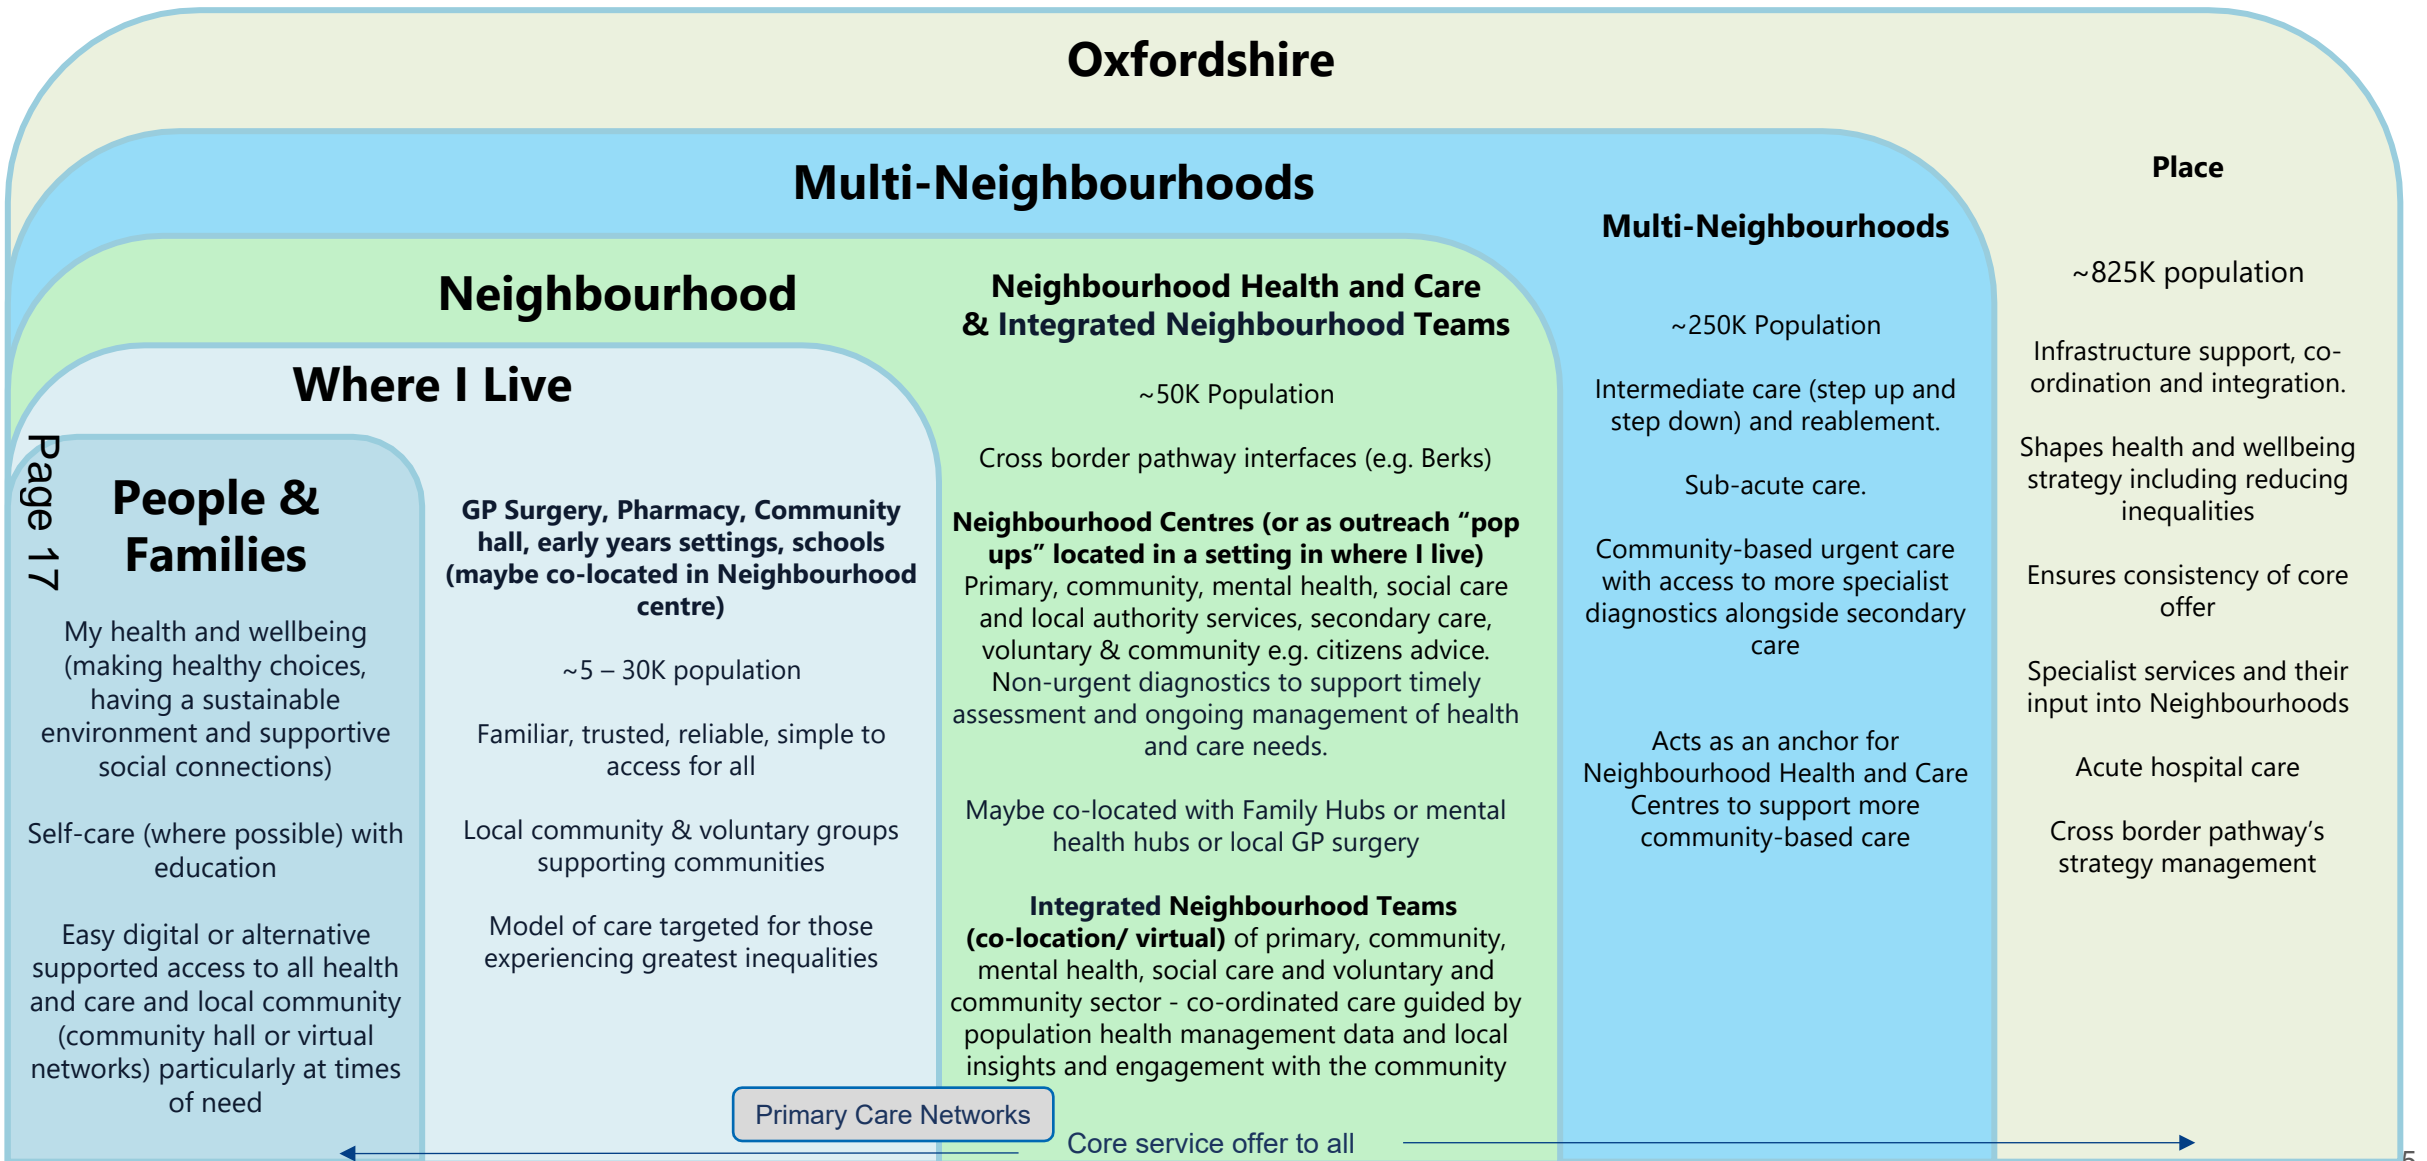 Oxfordshire
Multi-Neighbourhoods
Neighbourhood
Where I Live
Page 17
People &
Families
My health and wellbeing
(making healthy choices,
having a sustainable
environment and supportive
social connections)
Self-care (where possible) with
education
Easy digital or alternative
supported access to all health
and care and local community
(community hall or virtual
networks) particularly at times
of need
GP Surgery, Pharmacy, Community
hall, early years settings, schools
(maybe co-located in Neighbourhood
centre)
~5 – 30K population
Familiar, trusted, reliable, simple to
access for all
Local community & voluntary groups
supporting communities
Model of care targeted for those
experiencing greatest inequalities
Neighbourhood Health and Care
& Integrated Neighbourhood Teams
~50K Population
Cross border pathway interfaces (e.g. Berks)
Neighbourhood Centres (or as outreach “pop
ups” located in a setting in where I live)
Primary, community, mental health, social care
and local authority services, secondary care,
voluntary & community e.g. citizens advice.
Non-urgent diagnostics to support timely
assessment and ongoing management of health
and care needs.
Maybe co-located with Family Hubs or mental
health hubs or local GP surgery
Integrated Neighbourhood Teams
(co-location/ virtual) of primary, community,
mental health, social care and voluntary and
community sector - co-ordinated care guided by
population health management data and local
insights and engagement with the community
Multi-Neighbourhoods
~250K Population
Intermediate care (step up and
step down) and reablement.
Sub-acute care.
Community-based urgent care
with access to more specialist
diagnostics alongside secondary
care
Acts as an anchor for
Neighbourhood Health and Care
Centres to support more
community-based care
Place
~825K population
Infrastructure support, co-
ordination and integration.
Shapes health and wellbeing
strategy including reducing
inequalities
Ensures consistency of core
offer
Specialist services and their
input into Neighbourhoods
Acute hospital care
Cross border pathway’s
strategy management
Primary Care Networks
Core service offer to all
5